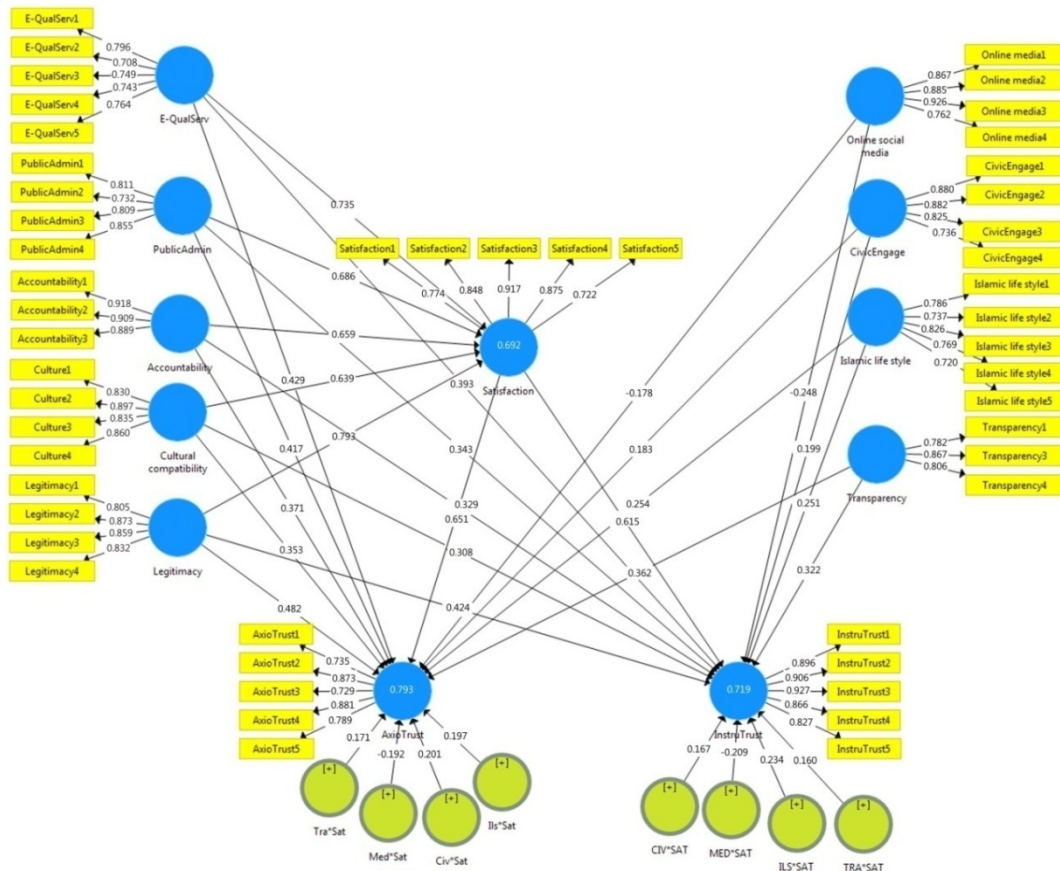 E-QualServ1
E-QualServ2
E-QualServ3
E-QualServ4
E-QualServ5
0.796
0.708
0.749
0.743
0.764
E-QualServ
PublicAdmin1
PublicAdmin2
PublicAdmin3
PublicAdmin4
0.811
0.732
0.809
0.855
PublicAdmin
Accountability1
Accountability2
Accountability3
0.918
0.909
0.889
Accountability
Culture1
Culture2
Culture3
Culture4
0.830
0.897
0.835
0.860
Cultural
compatibility
Legitimacy1
Legitimacy2
Legitimacy3
Legitimacy4
0.805
0.873
0.859
0.832
Legitimacy
0.735
0.686
0.659
0.639
0.793
Satisfaction1
Satisfaction2
Satisfaction3
Satisfaction4
Satisfaction5
0.774
0.848
0.917
0.875
0.722
0.692
Satisfaction
0.429
0.417
0.371
0.353
0.482
0.393
0.343
0.329
0.308
0.424
0.651
0.615
-0.178
0.183
0.254
0.362
-0.248
0.199
0.251
0.322
Online media1
Online media2
Online media3
Online media4
0.867
0.885
0.926
0.762
Online social
media
CivicEngage1
CivicEngage2
CivicEngage3
CivicEngage4
0.880
0.882
0.825
0.736
CivicEngage
Islamic life style1
Islamic life style2
Islamic life style3
Islamic life style4
Islamic life style5
0.786
0.737
0.826
0.769
0.720
Islamic life style
Transparency1
Transparency3
Transparency4
0.782
0.867
0.806
Transparency
AxioTrust1
AxioTrust2
AxioTrust3
AxioTrust4
AxioTrust5
0.735
0.873
0.729
0.881
0.789
0.793
AxioTrust
0.171
-0.192
0.201
0.197
[+]
[+]
[+]
[+]
Tra*Sat
Med*Sat
Civ*Sat
Ils*Sat
InstruTrust1
InstruTrust2
InstruTrust3
InstruTrust4
InstruTrust5
0.896
0.906
0.927
0.866
0.827
0.719
InstruTrust
0.167
-0.209
0.234
0.160
[+]
[+]
[+]
[+]
CIV*SAT
MED*SAT
ILS*SAT
TRA*SAT